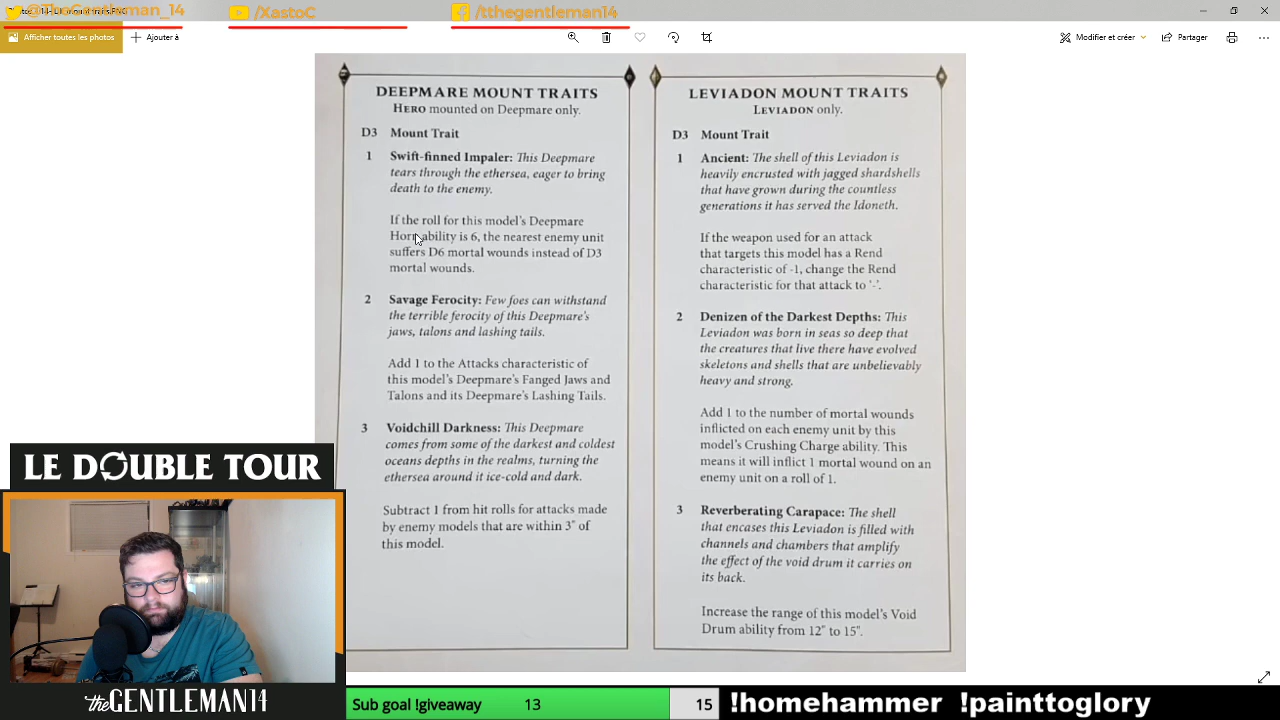 @TheGentleman_14
/XastoC
/tthegentleman14
Afficher toutes les photos
Ajouter à
Modifier et créer
Partager
DEEPMARE MOUNT TRAITS
HERO mounted on Deepmare only.
D3 Mount Trait
1 Swift-finned Impaler: This Deepmare
tears through the ethersea, eager to bring
death to the enemy.
If the roll for this model's Deepmare
Horn ability is 6, the nearest enemy unit
suffers D6 mortal wounds instead of D3
mortal wounds.
2 Savage Ferocity: Few foes can withstand
the terrible ferocity of this Deepmare's
jaws, talons and lashing tails.
Add 1 to the Attacks characteristic of
this model's Deepmare's Fanged Jaws and
Talons and its Deepmare's Lashing Tails.
3 Voidchill Darkness: This Deepmare
comes from some of the darkest and coldest
oceans depths in the realms, turning the
ethersea around it ice-cold and dark.
Subtract 1 from hit rolls for attacks made
by enemy models that are within 3" of
this model.
LEVIADON MOUNT TRAITS
LEVIADON only.
D3 Mount Trait
1 Ancient: The shell of this Leviadon is
heavily encrusted with jagged shardshells
that have grown during the countless
generations it has served the Idoneth.
If the weapon used for an attack
that targets this model has a Rend
characteristic of -1, change the Rend
characteristic for that attack to '-'.
2 Denizen of the Darkest Depths: This
Leviadon was born in seas so deep that
the creatures that live there have evolved
skeletons and shells that are unbelievably
heavy and strong.
Add 1 to the number of mortal wounds
inflicted on each enemy unit by this
model's Crushing Charge ability. This
means it will inflict 1 mortal wound on an
enemy unit on a roll of 1.
3 Reverberating Carapace: The shell
that encases this Leviadon is filled with
channels and chambers that amplify
the effect of the void drum it carries on
its back.
Increase the range of this model's Void
Drum ability from 12" to 15".
LE DOUBLE TOUR
theGENTLEMAN14
Sub goal !giveaway 13 15
!homehammer !painttoglory